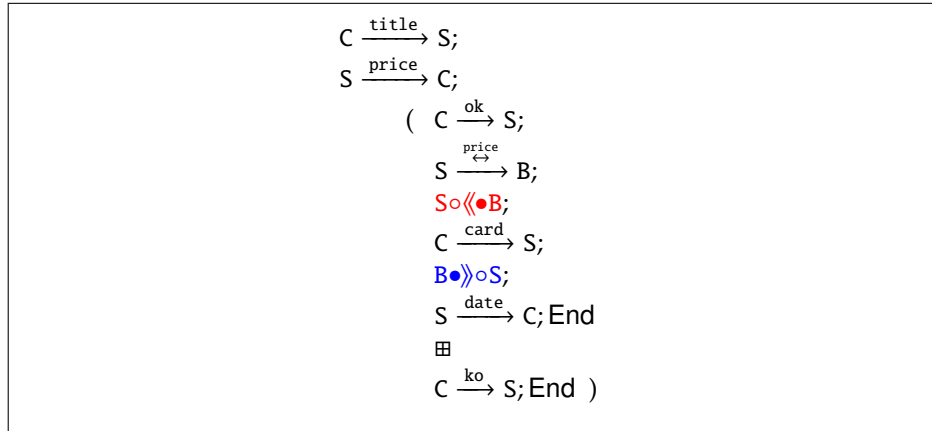 C —title→ S;
S —price→ C;
( C —ok→ S;
S —price↔→ B;
S○⟪●B;
C —card→ S;
B●⟫○S;
S —date→ C; End
⊞
C —ko→ S; End )